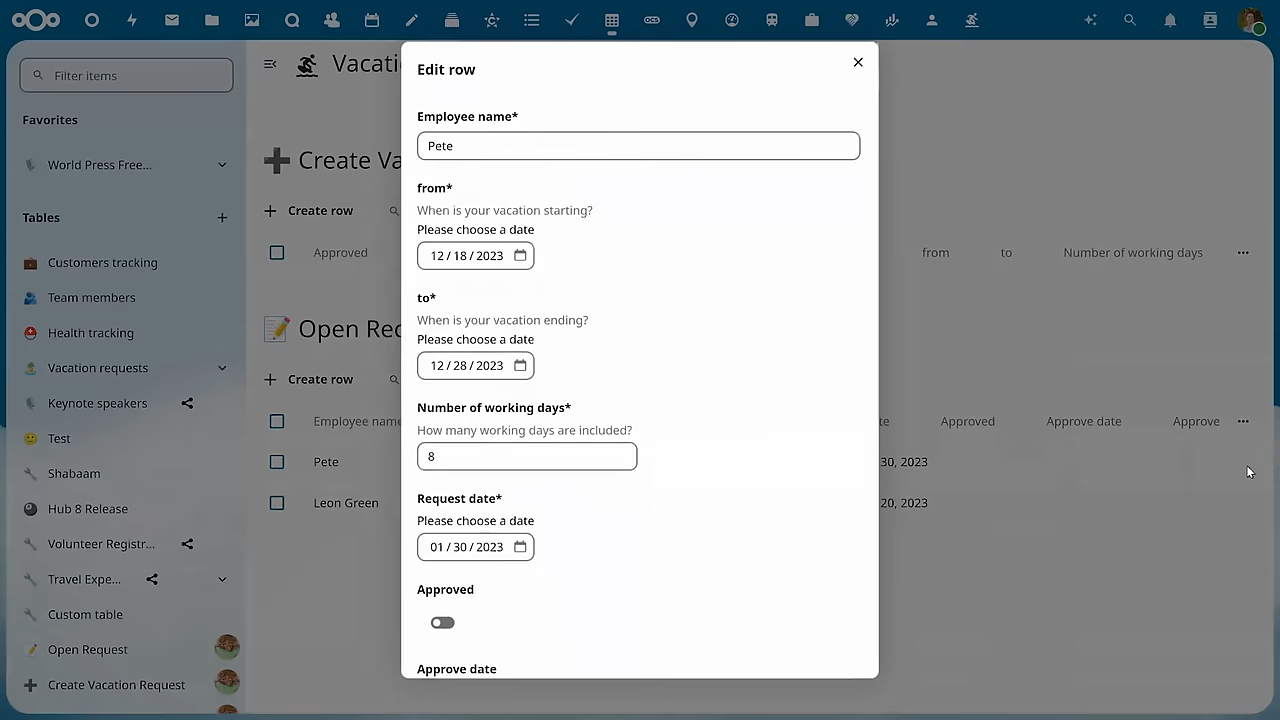 Filter items
Favorites
World Press Free...
Tables
Customers tracking
Team members
Health tracking
Vacation requests
Keynote speakers
Test
Shabaam
Hub 8 Release
Volunteer Registr...
Travel Expe...
Custom table
Open Request
Create Vacation Request
Vacati
Create Va
Create row
Approved
from
to
Number of working days
Open Rec
Create row
Employee name
te
Approved
Approve date
Approve
Pete
30, 2023
Leon Green
20, 2023
Edit row
Employee name*
Pete
from*
When is your vacation starting?
Please choose a date
12 / 18 / 2023
to*
When is your vacation ending?
Please choose a date
12 / 28 / 2023
Number of working days*
How many working days are included?
8
Request date*
Please choose a date
01 / 30 / 2023
Approved
Approve date